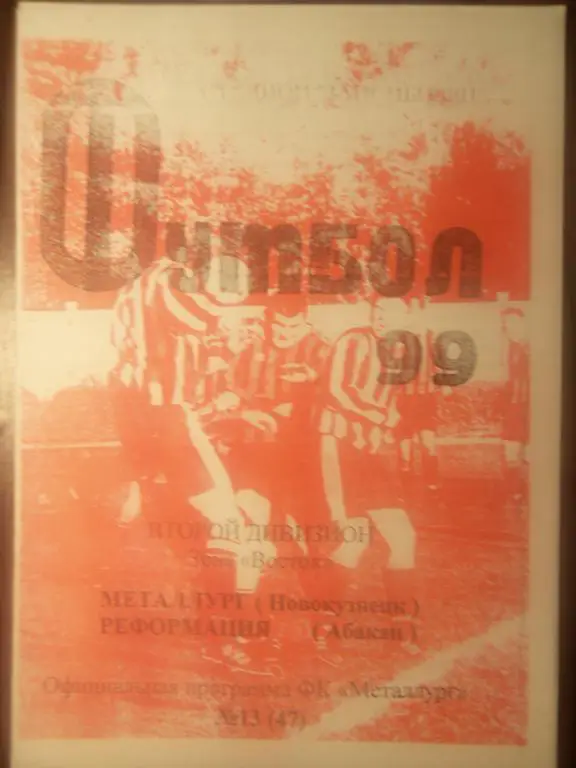 Футбол
99
ВТОРОЙ ДИВИЗИОН
Зона «Восток»
МЕТАЛЛУРГ ( Новокузнецк )
РЕФОРМАЦИЯ ( Абакан )
Официальная программа ФК «Металлург»
№13 (47)